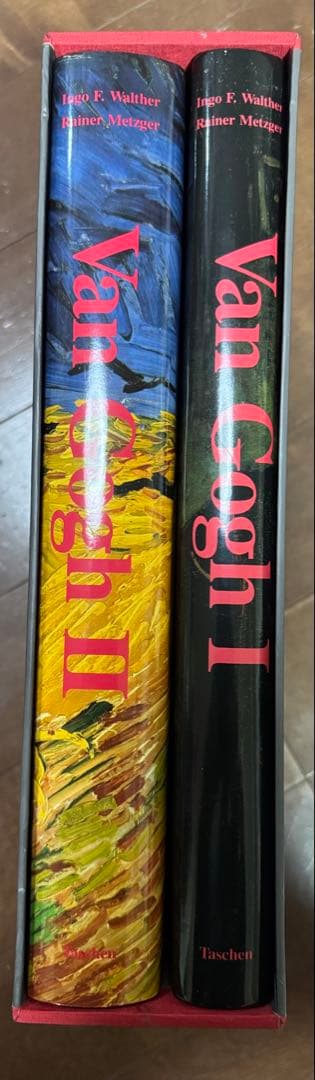 Ingo F. Walther
Rainer Metzger
Van Gogh II
Taschen
Ingo F. Walther
Rainer Metzger
Van Gogh I
Taschen